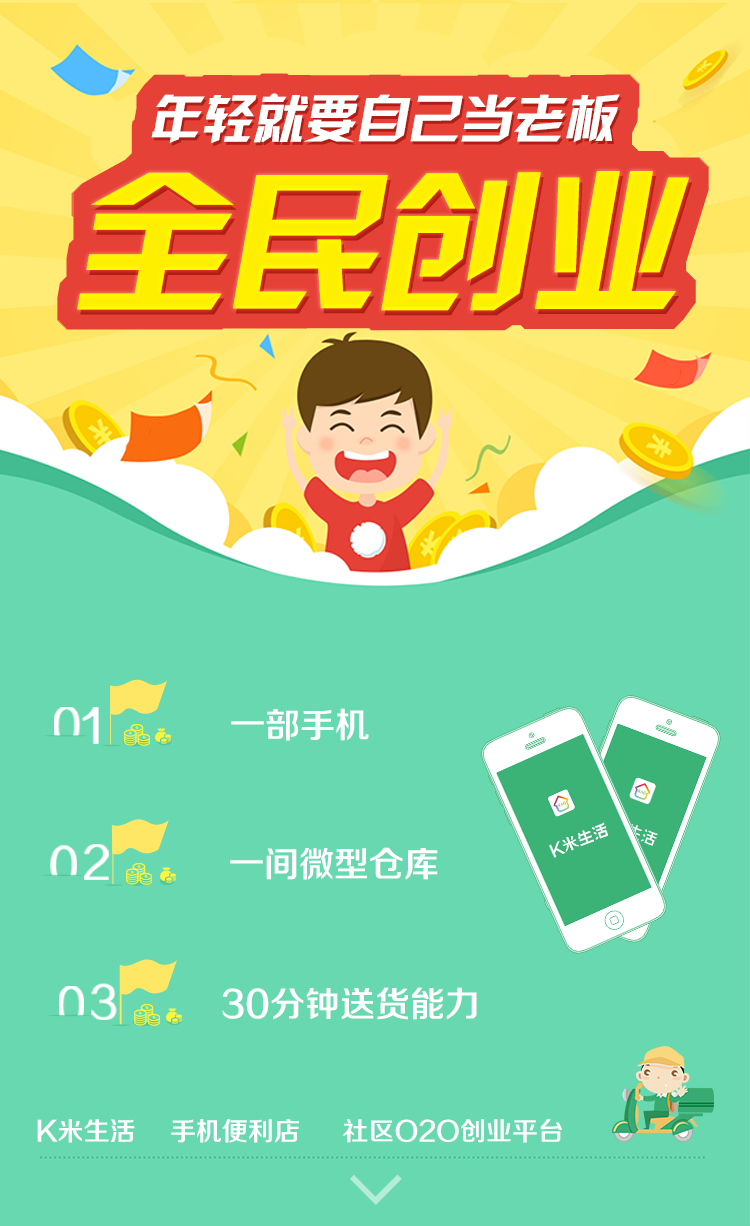 年轻就要自己当老板
全民创业
01 一部手机
K米生活
生活
02 一间微型仓库
03 30分钟送货能力
K米生活 手机便利店 社区O2O创业平台